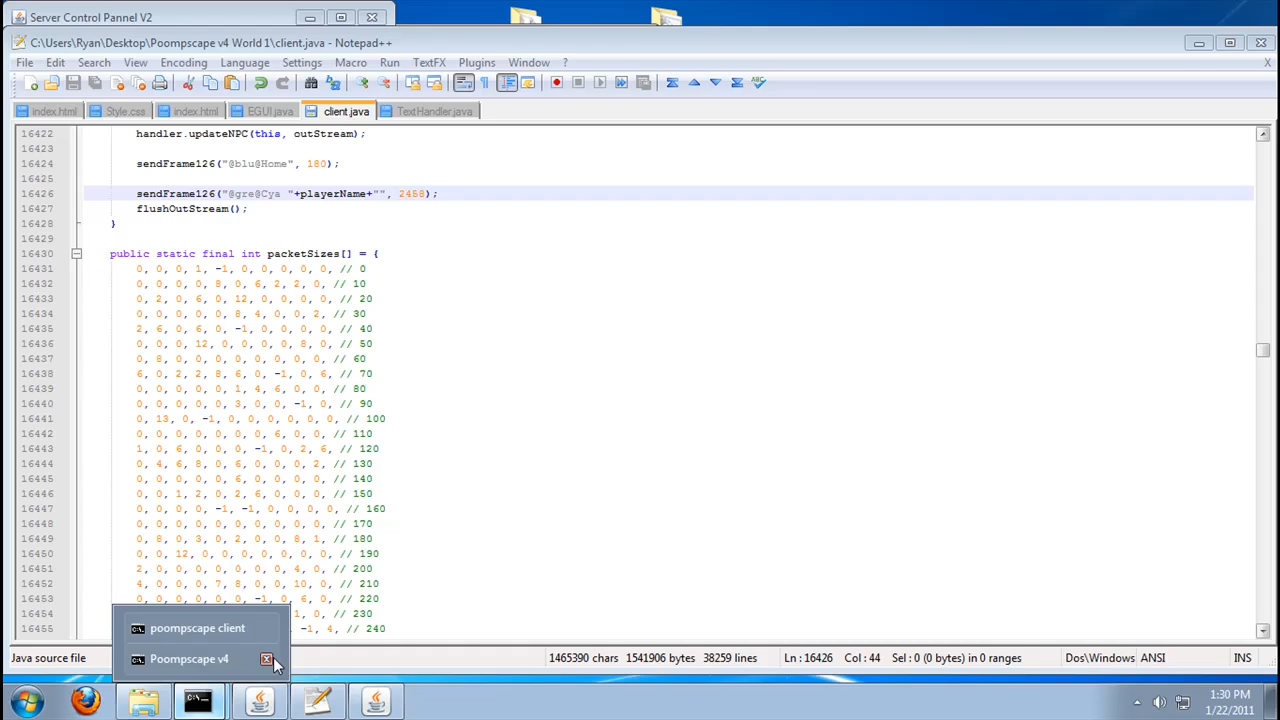 Server Control Pannel V2
C:\Users\Ryan\Desktop\Poompscape v4 World 1\client.java - Notepad++
File Edit Search View Encoding Language Settings Macro Run TextFX Plugins Window ? X
index.html Style.css index.html EGUI.java client.java TextHandler.java
16422 handler.updateNPC(this, outStream);
16423
16424 sendFrame126("@blu@Home", 180);
16425
16426 sendFrame126("@gre@Cya "+playerName+"", 2458);
16427 flushOutStream();
16428 }
16429
16430 public static final int packetSizes[] = {
16431 0, 0, 0, 1, -1, 0, 0, 0, 0, 0, // 0
16432 0, 0, 0, 0, 8, 0, 6, 2, 2, 0, // 10
16433 0, 2, 0, 6, 0, 12, 0, 0, 0, 0, // 20
16434 0, 0, 0, 0, 0, 8, 4, 0, 0, 2, // 30
16435 2, 6, 0, 6, 0, -1, 0, 0, 0, 0, // 40
16436 0, 0, 0, 12, 0, 0, 0, 0, 8, 0, // 50
16437 0, 8, 0, 0, 0, 0, 0, 0, 0, 0, // 60
16438 6, 0, 2, 2, 8, 6, 0, -1, 0, 6, // 70
16439 0, 0, 0, 0, 0, 1, 4, 6, 0, 0, // 80
16440 0, 0, 0, 0, 0, 3, 0, 0, -1, 0, // 90
16441 0, 13, 0, -1, 0, 0, 0, 0, 0, 0, // 100
16442 0, 0, 0, 0, 0, 0, 0, 6, 0, 0, // 110
16443 1, 0, 6, 0, 0, 0, -1, 0, 2, 6, // 120
16444 0, 4, 6, 8, 0, 6, 0, 0, 0, 2, // 130
16445 0, 0, 0, 0, 0, 6, 0, 0, 0, 0, // 140
16446 0, 0, 1, 2, 0, 2, 6, 0, 0, 0, // 150
16447 0, 0, 0, 0, -1, -1, 0, 0, 0, 0, // 160
16448 0, 0, 0, 0, 0, 0, 0, 0, 0, 0, // 170
16449 0, 8, 0, 3, 0, 2, 0, 0, 8, 1, // 180
16450 0, 0, 12, 0, 0, 0, 0, 0, 0, 0, // 190
16451 2, 0, 0, 0, 0, 0, 0, 0, 4, 0, // 200
16452 4, 0, 0, 0, 7, 8, 0, 0, 10, 0, // 210
16453 0, 0, 0, 0, 0, 0, -1, 0, 6, 0, // 220
16454 1, 0, // 230
16455 -1, 4, // 240
poompscape client
Poompscape v4
Java source file 1465390 chars 1541906 bytes 38259 lines Ln : 16426 Col : 44 Sel : 0 (0 bytes) in 0 ranges Dos\Windows ANSI INS
1:30 PM
1/22/2011